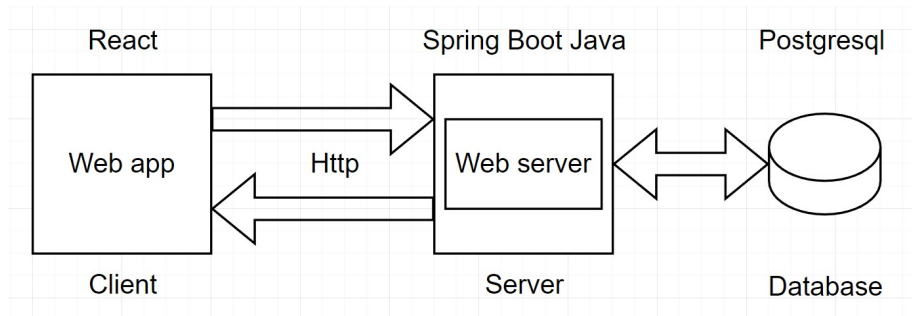 React
Spring Boot Java
Postgresql
Web app
Http
Web server
Client
Server
Database